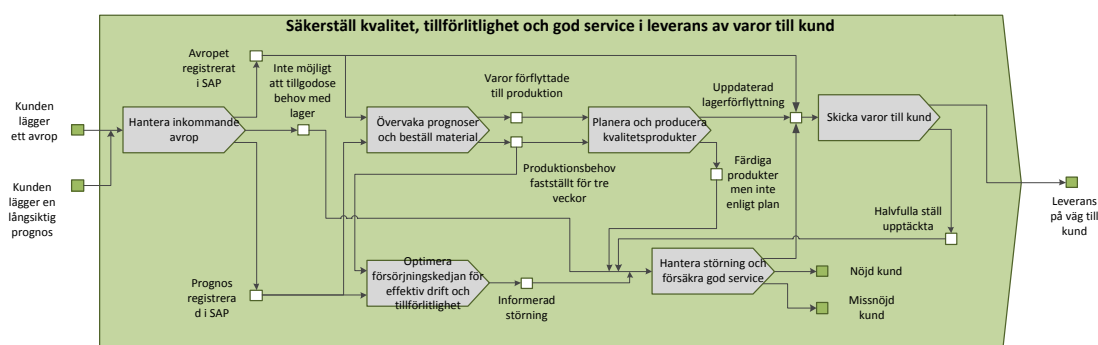 Säkerställ kvalitet, tillförlitlighet och god service i leverans av varor till kund
Kunden
lägger
ett avrop
Kunden
lägger en
långsiktig
prognos
Hantera inkommande
avrop
Avropet
registrerat
i SAP
Inte möjligt
att tillgodose
behov med
lager
Prognos
registrera
d i SAP
Övervaka prognoser
och beställ material
Varor förflyttade
till produktion
Produktionsbehov
fastställt för tre
veckor
Optimera
försörjningskedjan för
effektiv drift och
tillförlitlighet
Informerad
störning
Planera och producera
kvalitetsprodukter
Uppdaterad
lagerförflyttning
Färdiga
produkter
men inte
enligt plan
Hantera störning och
försäkra god service
Skicka varor till kund
Halvfulla ställ
upptäckta
Nöjd kund
Missnöjd
kund
Leverans
på väg till
kund